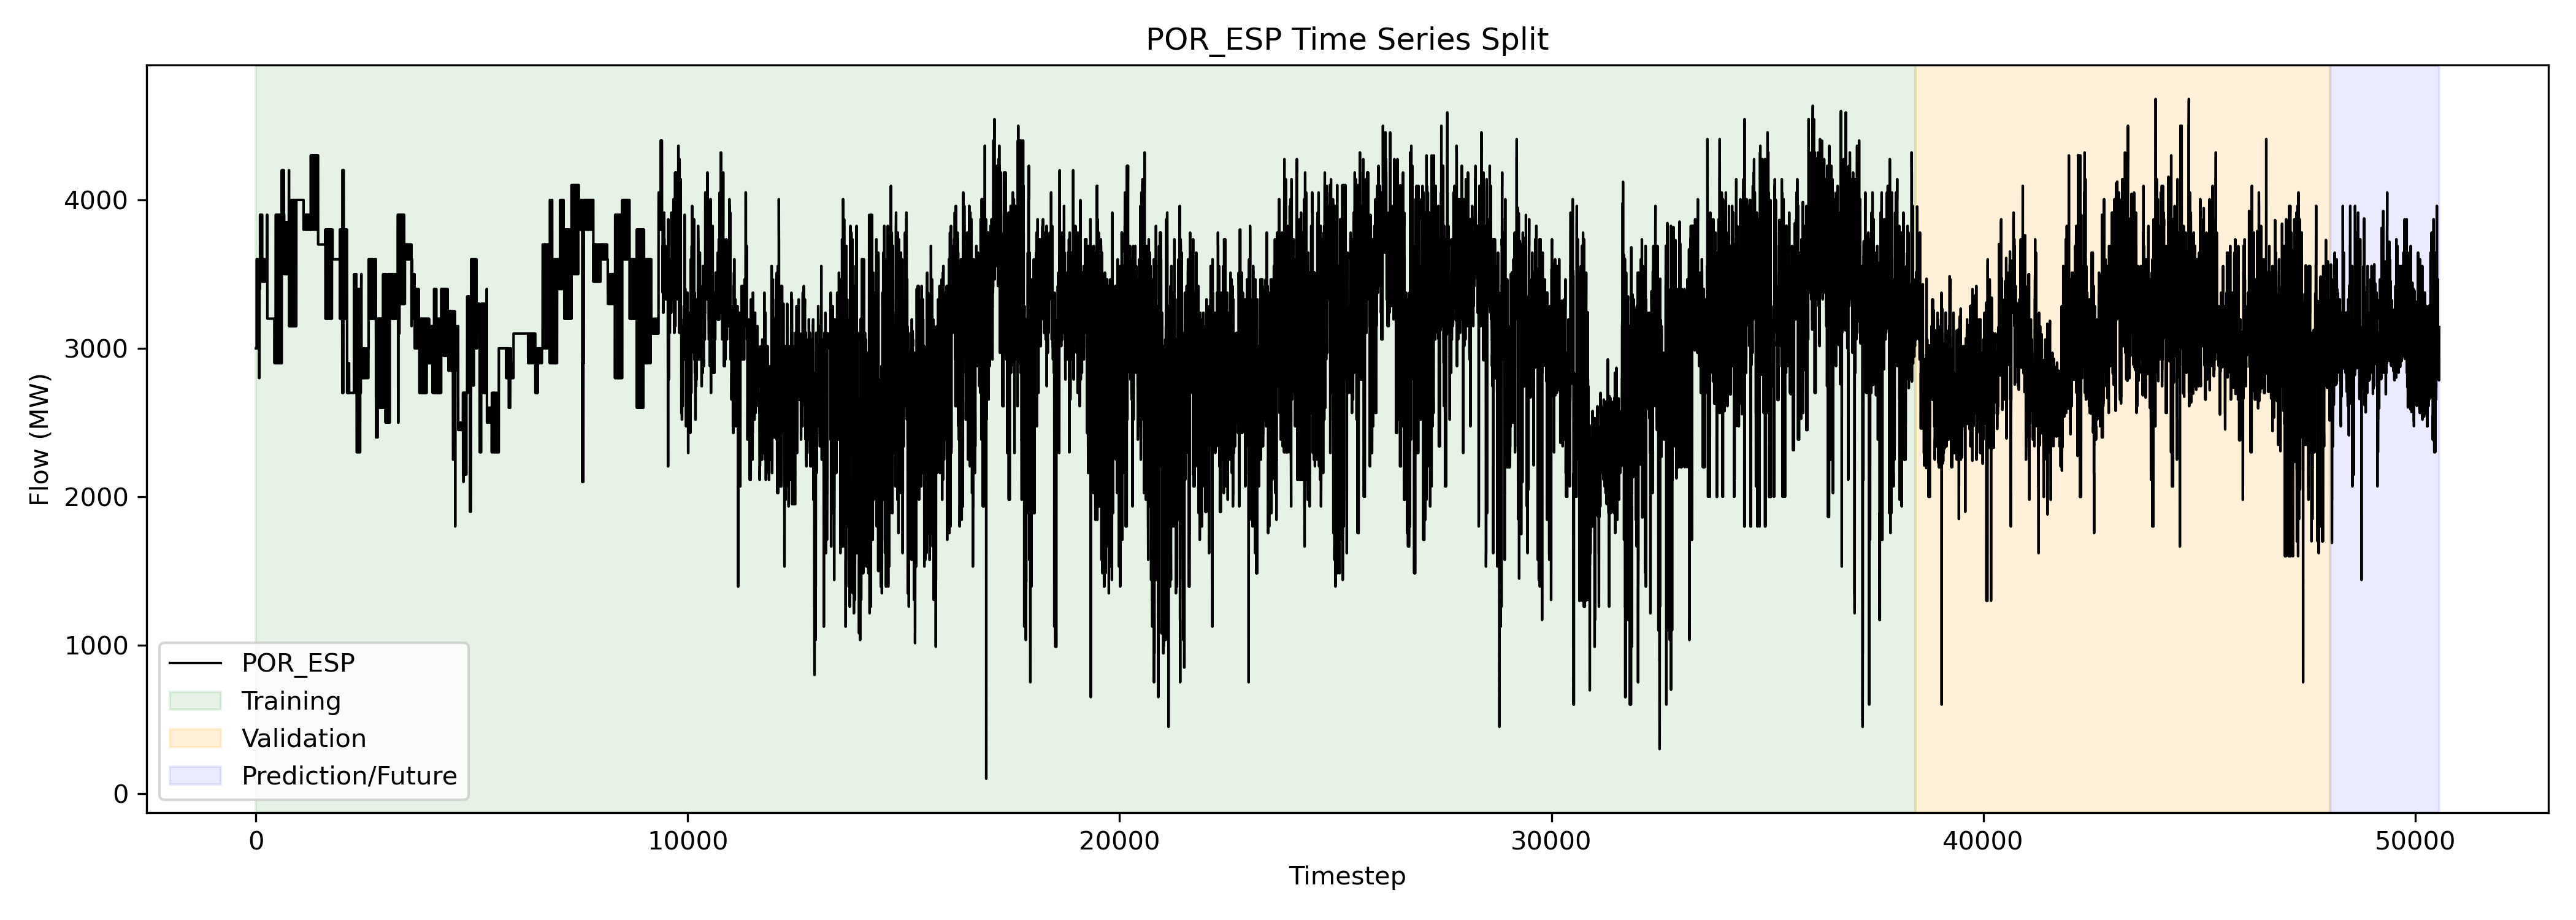 POR_ESP Time Series Split
Flow (MW)
4000
3000
2000
1000
0
POR_ESP
Training
Validation
Prediction/Future
0 10000 20000 30000 40000 50000
Timestep